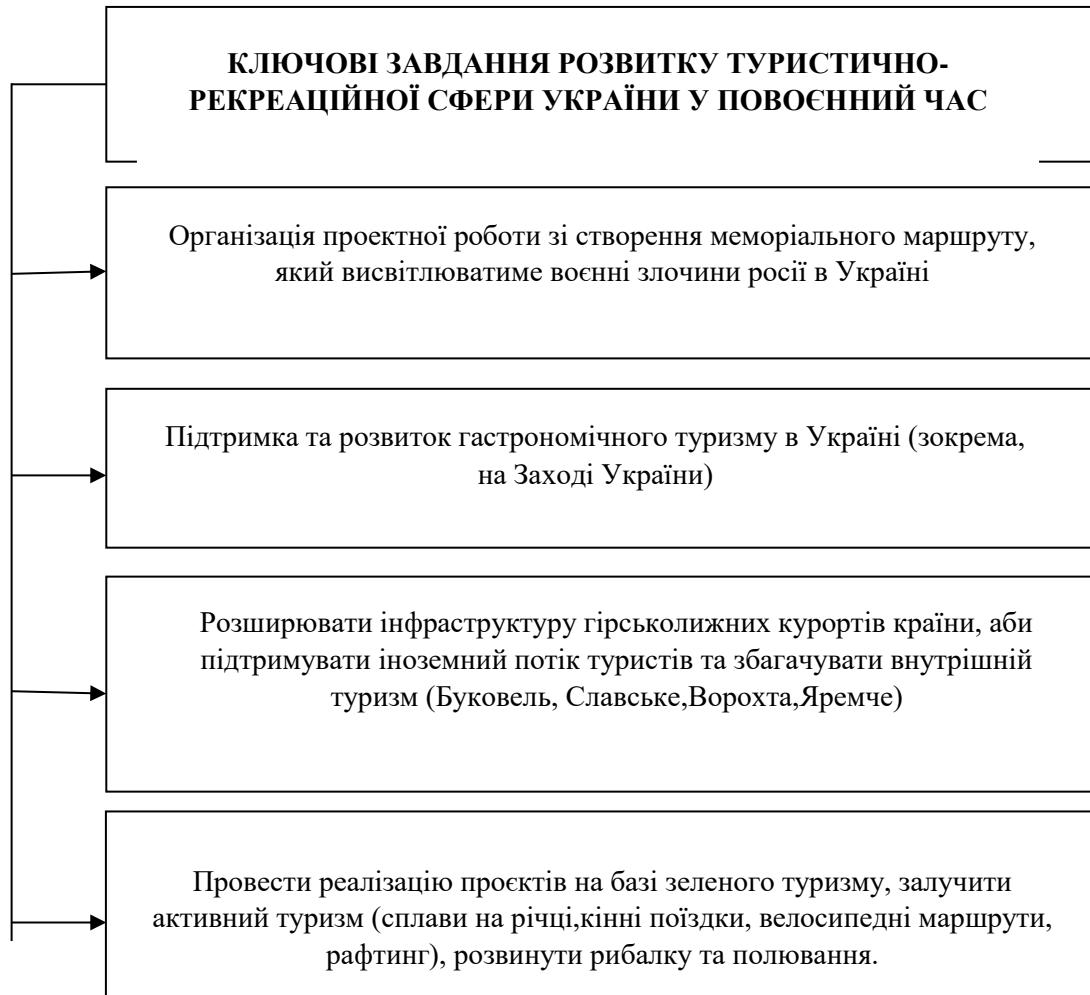 КЛЮЧОВІ ЗАВДАННЯ РОЗВИТКУ ТУРИСТИЧНО-
РЕКРЕАЦІЙНОЇ СФЕРИ УКРАЇНИ У ПОВОЄННИЙ ЧАС
Організація проектної роботи зі створення меморіального маршруту,
який висвітлюватиме воєнні злочини росії в Україні
Підтримка та розвиток гастрономічного туризму в Україні (зокрема,
на Заході України)
Розширювати інфраструктуру гірськолижних курортів країни, аби
підтримувати іноземний потік туристів та збагачувати внутрішній
туризм (Буковель, Славське,Ворохта,Яремче)
Провести реалізацію проєктів на базі зеленого туризму, залучити
активний туризм (сплави на річці,кінні поїздки, велосипедні маршрути,
рафтинг), розвинути рибалку та полювання.